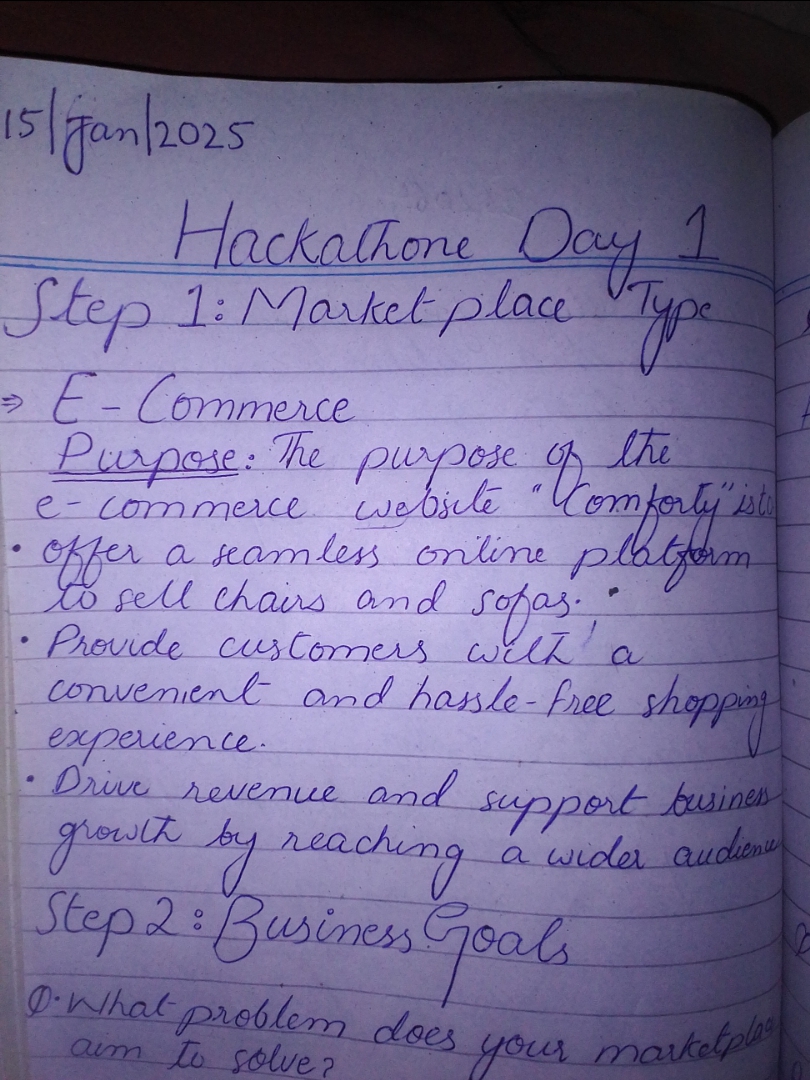 15/Jan/2025
Hackathone Day 1
Step 1: Market place Type
⇒ E-Commerce
Purpose: The purpose of the
e-commerce website "Comforty" is to
• offer a seamless online platform
to sell chairs and sofas.
• Provide customers with a
convenient and hassle-free shopping
experience.
• Drive revenue and support business
growth by reaching a wider audience
Step 2: Business Goals
Q. What problem does your marketplace
aim to solve?